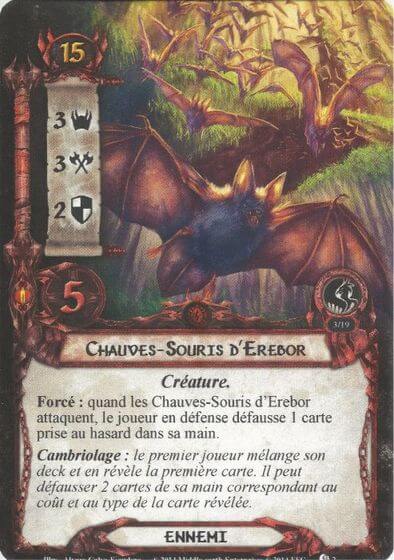 15
3
3
2
5
3/19
Chauves-Souris d'Erebor
Créature.
Forcé : quand les Chauves-Souris d'Erebor
attaquent, le joueur en défense défausse 1 carte
prise au hasard dans sa main.
Cambriolage : le premier joueur mélange son
deck et en révèle la première carte. Il peut
défausser 2 cartes de sa main correspondant au
coût et au type de la carte révélée.
ENNEMI